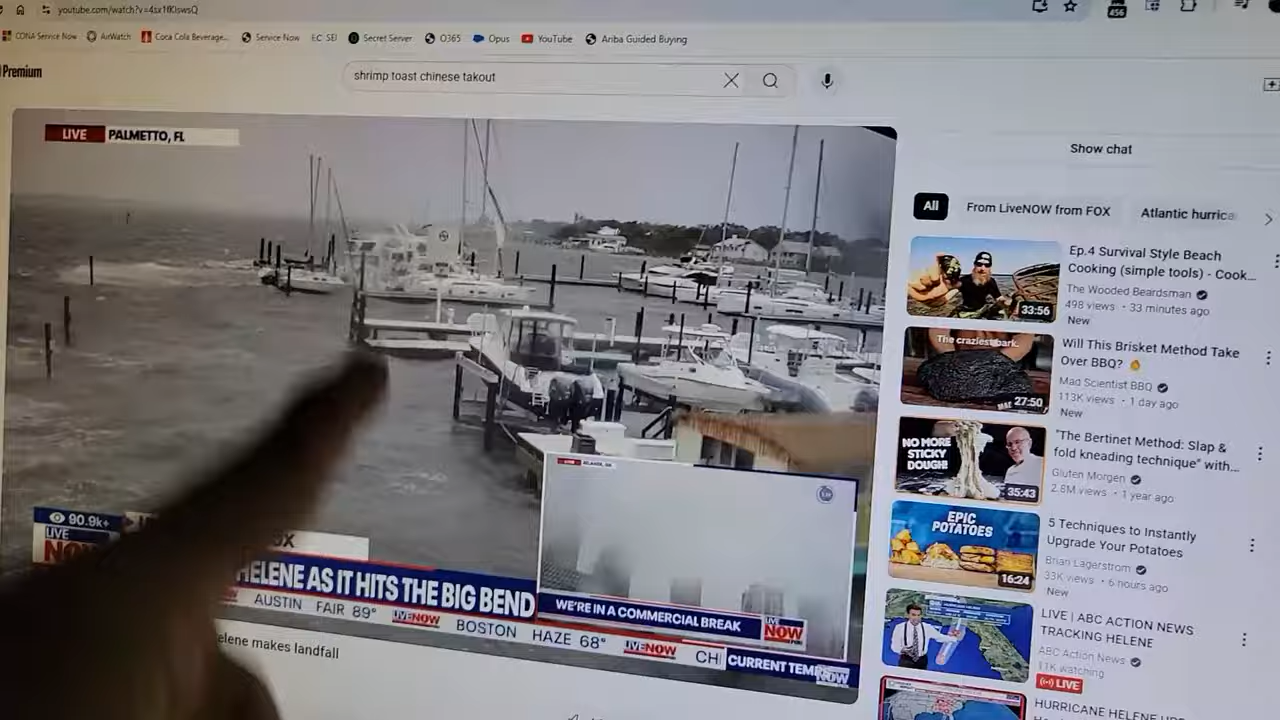 youtube.com/watch?v=
CONA Service Now
AirWatch
Coca Cola Beverage...
Service Now
EC SEI
Secret Server
O365
Opus
YouTube
Ariba Guided Buying
456
Premium
shrimp toast chinese takout
LIVE PALMETTO, FL
Show chat
All
From LiveNOW from FOX
Atlantic hurrica
Ep.4 Survival Style Beach
Cooking (simple tools) - Cook...
The Wooded Beardsman
498 views · 33 minutes ago
New
33:56
Will This Brisket Method Take
Over BBQ? 🔥
Mad Scientist BBQ
113K views · 1 day ago
New
The craziest bark.
27:50
"The Bertinet Method: Slap &
fold kneading technique" with...
Gluten Morgen
2.8M views · 1 year ago
NO MORE
STICKY
DOUGH!
35:43
5 Techniques to Instantly
Upgrade Your Potatoes
Brian Lagerstrom
33K views · 6 hours ago
New
EPIC
POTATOES
16:24
LIVE | ABC ACTION NEWS
TRACKING HELENE
ABC Action News
11K watching
LIVE
HURRICANE HELENE
90.9k+
LIVE
NOW
HELENE AS IT HITS THE BIG BEND
WE'RE IN A COMMERCIAL BREAK
LIVE
NOW
AUSTIN FAIR 89° LIVENOW BOSTON HAZE 68° LIVENOW CHI
CURRENT TEMPS
NOW
elene makes landfall